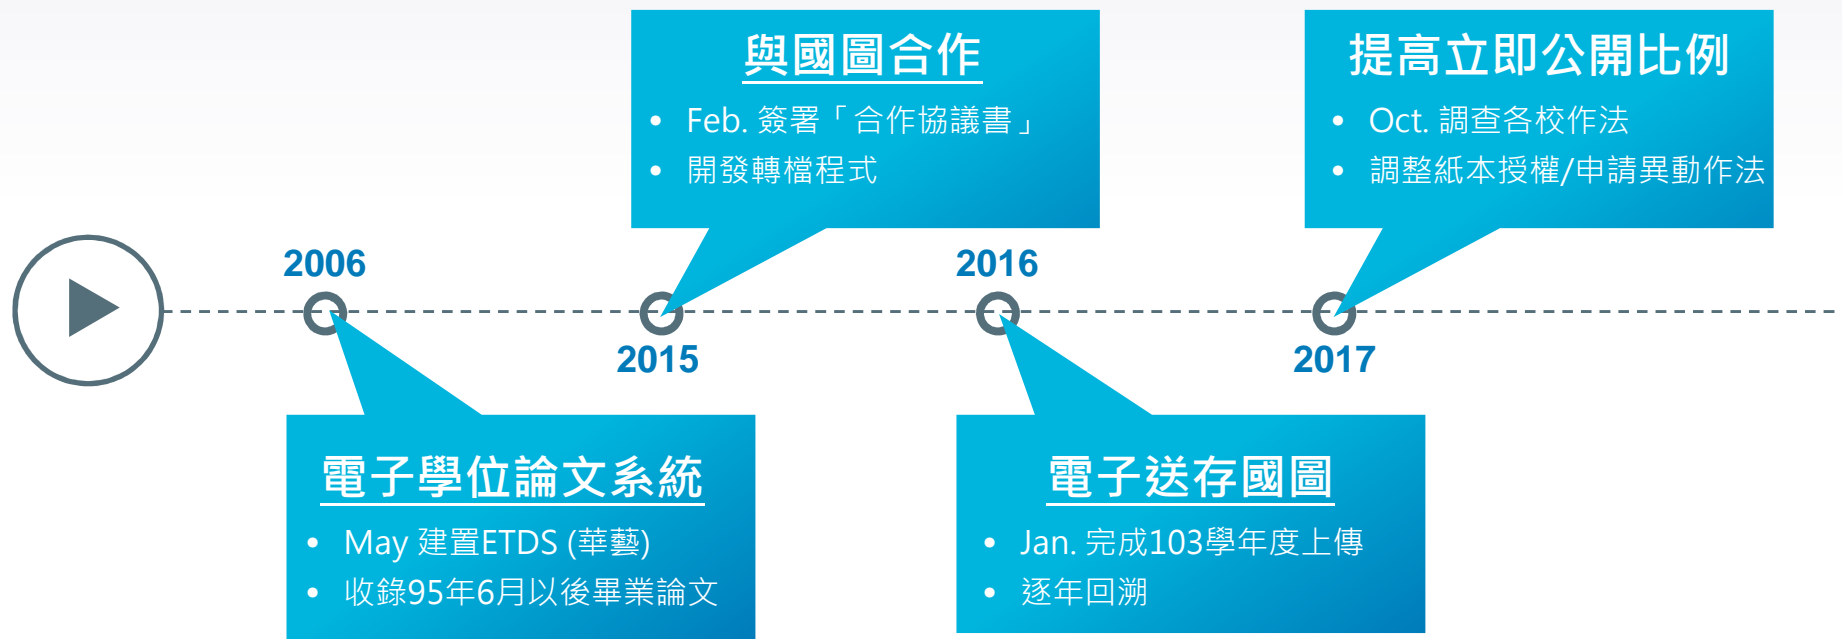 2006
電子學位論文系統
• May 建置ETDS (華藝)
• 收錄95年6月以後畢業論文
與國圖合作
• Feb. 簽署「合作協議書」
• 開發轉檔程式
2015
2016
電子送存國圖
• Jan. 完成103學年度上傳
• 逐年回溯
提高立即公開比例
• Oct. 調查各校作法
• 調整紙本授權/申請異動作法
2017